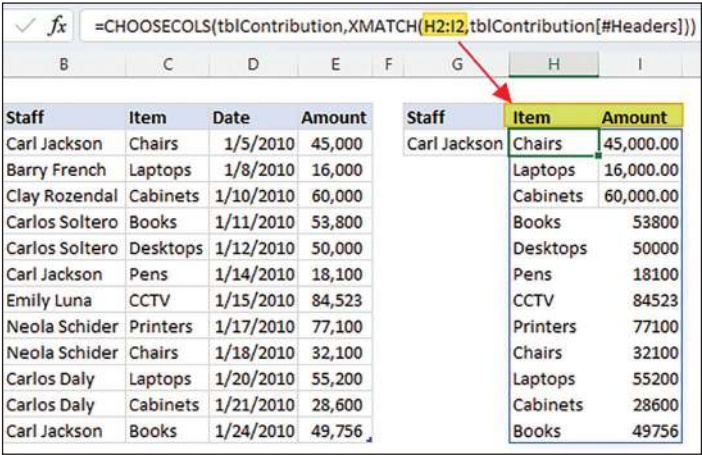 fx =CHOOSECOLS(tblContribution,XMATCH(H2:I2,tblContribution[#Headers]))
B C D E F G H I
Staff Item Date Amount Staff Item Amount
Carl Jackson Chairs 1/5/2010 45,000 Carl Jackson Chairs 45,000.00
Barry French Laptops 1/8/2010 16,000 Laptops 16,000.00
Clay Rozendal Cabinets 1/10/2010 60,000 Cabinets 60,000.00
Carlos Soltero Books 1/11/2010 53,800 Books 53800
Carlos Soltero Desktops 1/12/2010 50,000 Desktops 50000
Carl Jackson Pens 1/14/2010 18,100 Pens 18100
Emily Luna CCTV 1/15/2010 84,523 CCTV 84523
Neola Schider Printers 1/17/2010 77,100 Printers 77100
Neola Schider Chairs 1/18/2010 32,100 Chairs 32100
Carlos Daly Laptops 1/20/2010 55,200 Laptops 55200
Carlos Daly Cabinets 1/21/2010 28,600 Cabinets 28600
Carl Jackson Books 1/24/2010 49,756 Books 49756